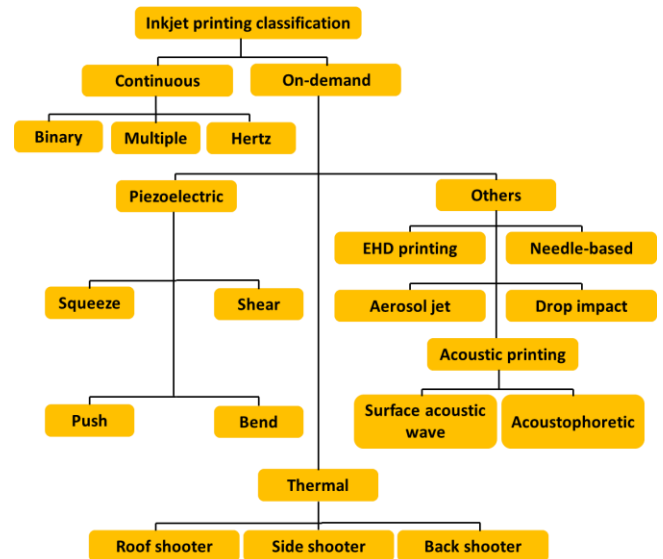 Inkjet printing classification
Continuous
On-demand
Binary
Multiple
Hertz
Piezoelectric
Others
EHD printing
Needle-based
Squeeze
Shear
Aerosol jet
Drop impact
Acoustic printing
Push
Bend
Surface acoustic
wave
Acoustophoretic
Thermal
Roof shooter
Side shooter
Back shooter